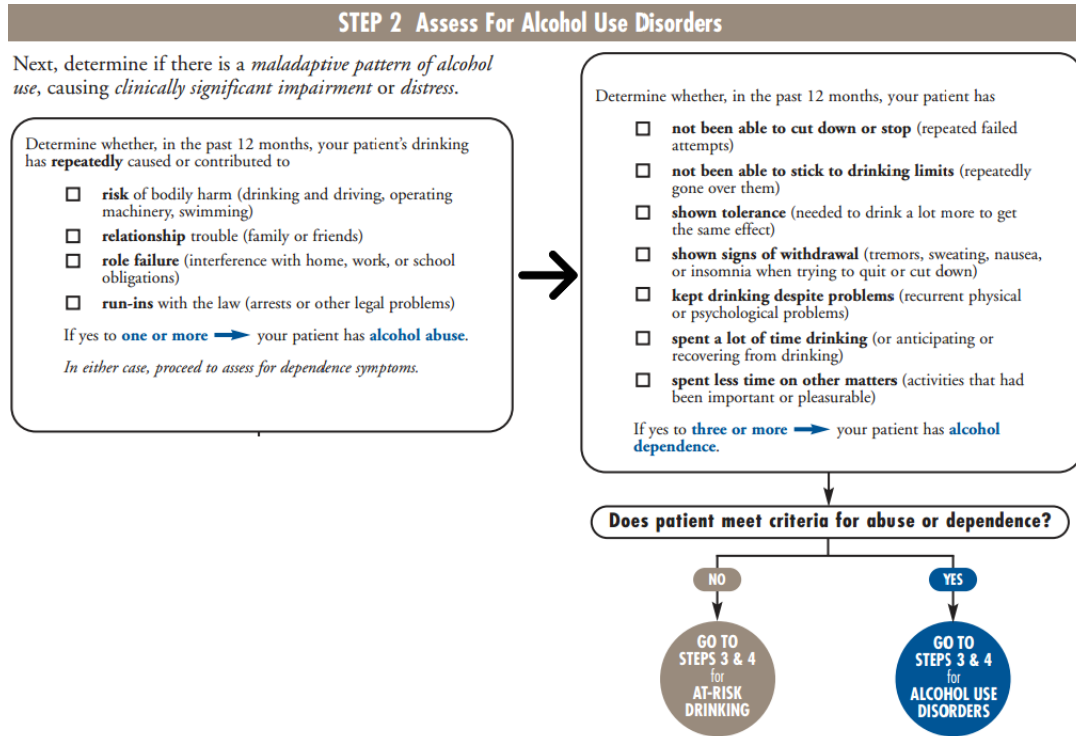 STEP 2 Assess For Alcohol Use Disorders
Next, determine if there is a maladaptive pattern of alcohol
use, causing clinically significant impairment or distress.
Determine whether, in the past 12 months, your patient's drinking
has repeatedly caused or contributed to
risk of bodily harm (drinking and driving, operating
machinery, swimming)
relationship trouble (family or friends)
role failure (interference with home, work, or school
obligations)
run-ins with the law (arrests or other legal problems)
If yes to one or more your patient has alcohol abuse.
In either case, proceed to assess for dependence symptoms.
Determine whether, in the past 12 months, your patient has
not been able to cut down or stop (repeated failed
attempts)
not been able to stick to drinking limits (repeatedly
gone over them)
shown tolerance (needed to drink a lot more to get
the same effect)
shown signs of withdrawal (tremors, sweating, nausea,
or insomnia when trying to quit or cut down)
kept drinking despite problems (recurrent physical
or psychological problems)
spent a lot of time drinking (or anticipating or
recovering from drinking)
spent less time on other matters (activities that had
been important or pleasurable)
If yes to three or more your patient has alcohol
dependence.
Does patient meet criteria for abuse or dependence?
NO
GO TO
STEPS 3 & 4
for
AT-RISK
DRINKING
YES
GO TO
STEPS 3 & 4
for
ALCOHOL USE
DISORDERS